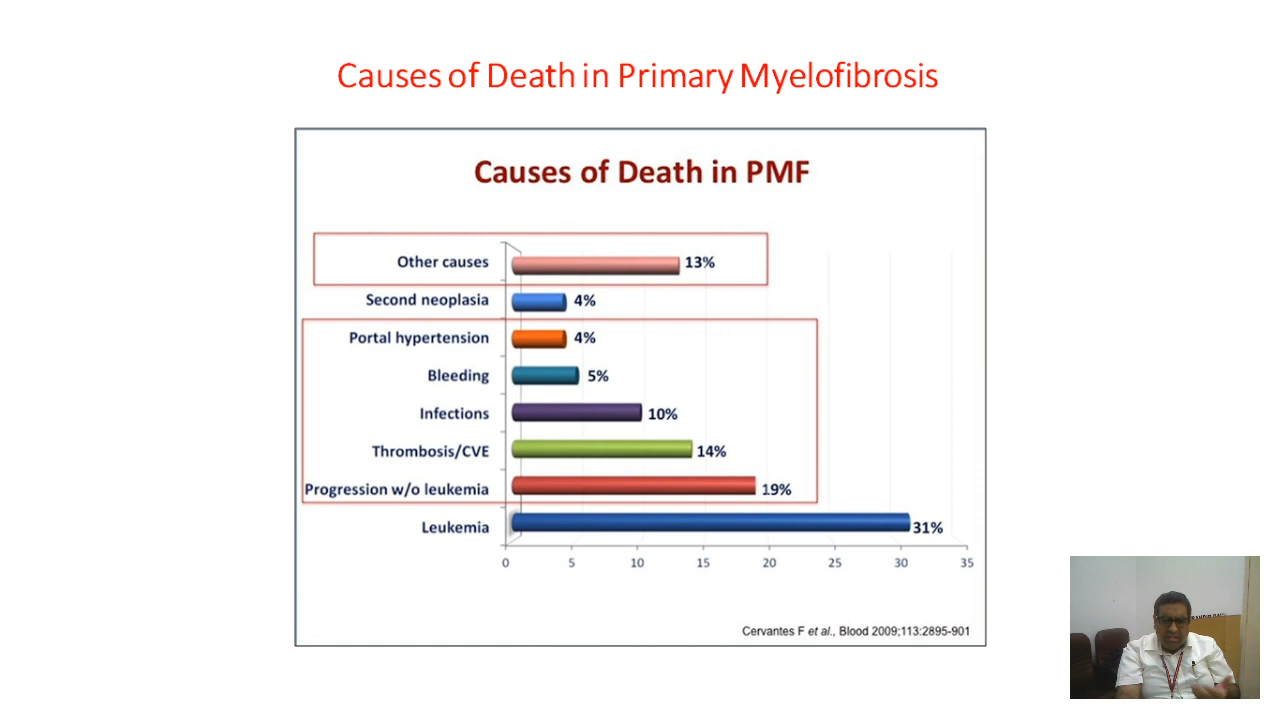 Causes of Death in Primary Myelofibrosis
Causes of Death in PMF
Other causes 13%
Second neoplasia 4%
Portal hypertension 4%
Bleeding 5%
Infections 10%
Thrombosis/CVE 14%
Progression w/o leukemia 19%
Leukemia 31%
0 5 10 15 20 25 30 35
Cervantes F et al., Blood 2009;113:2895-901